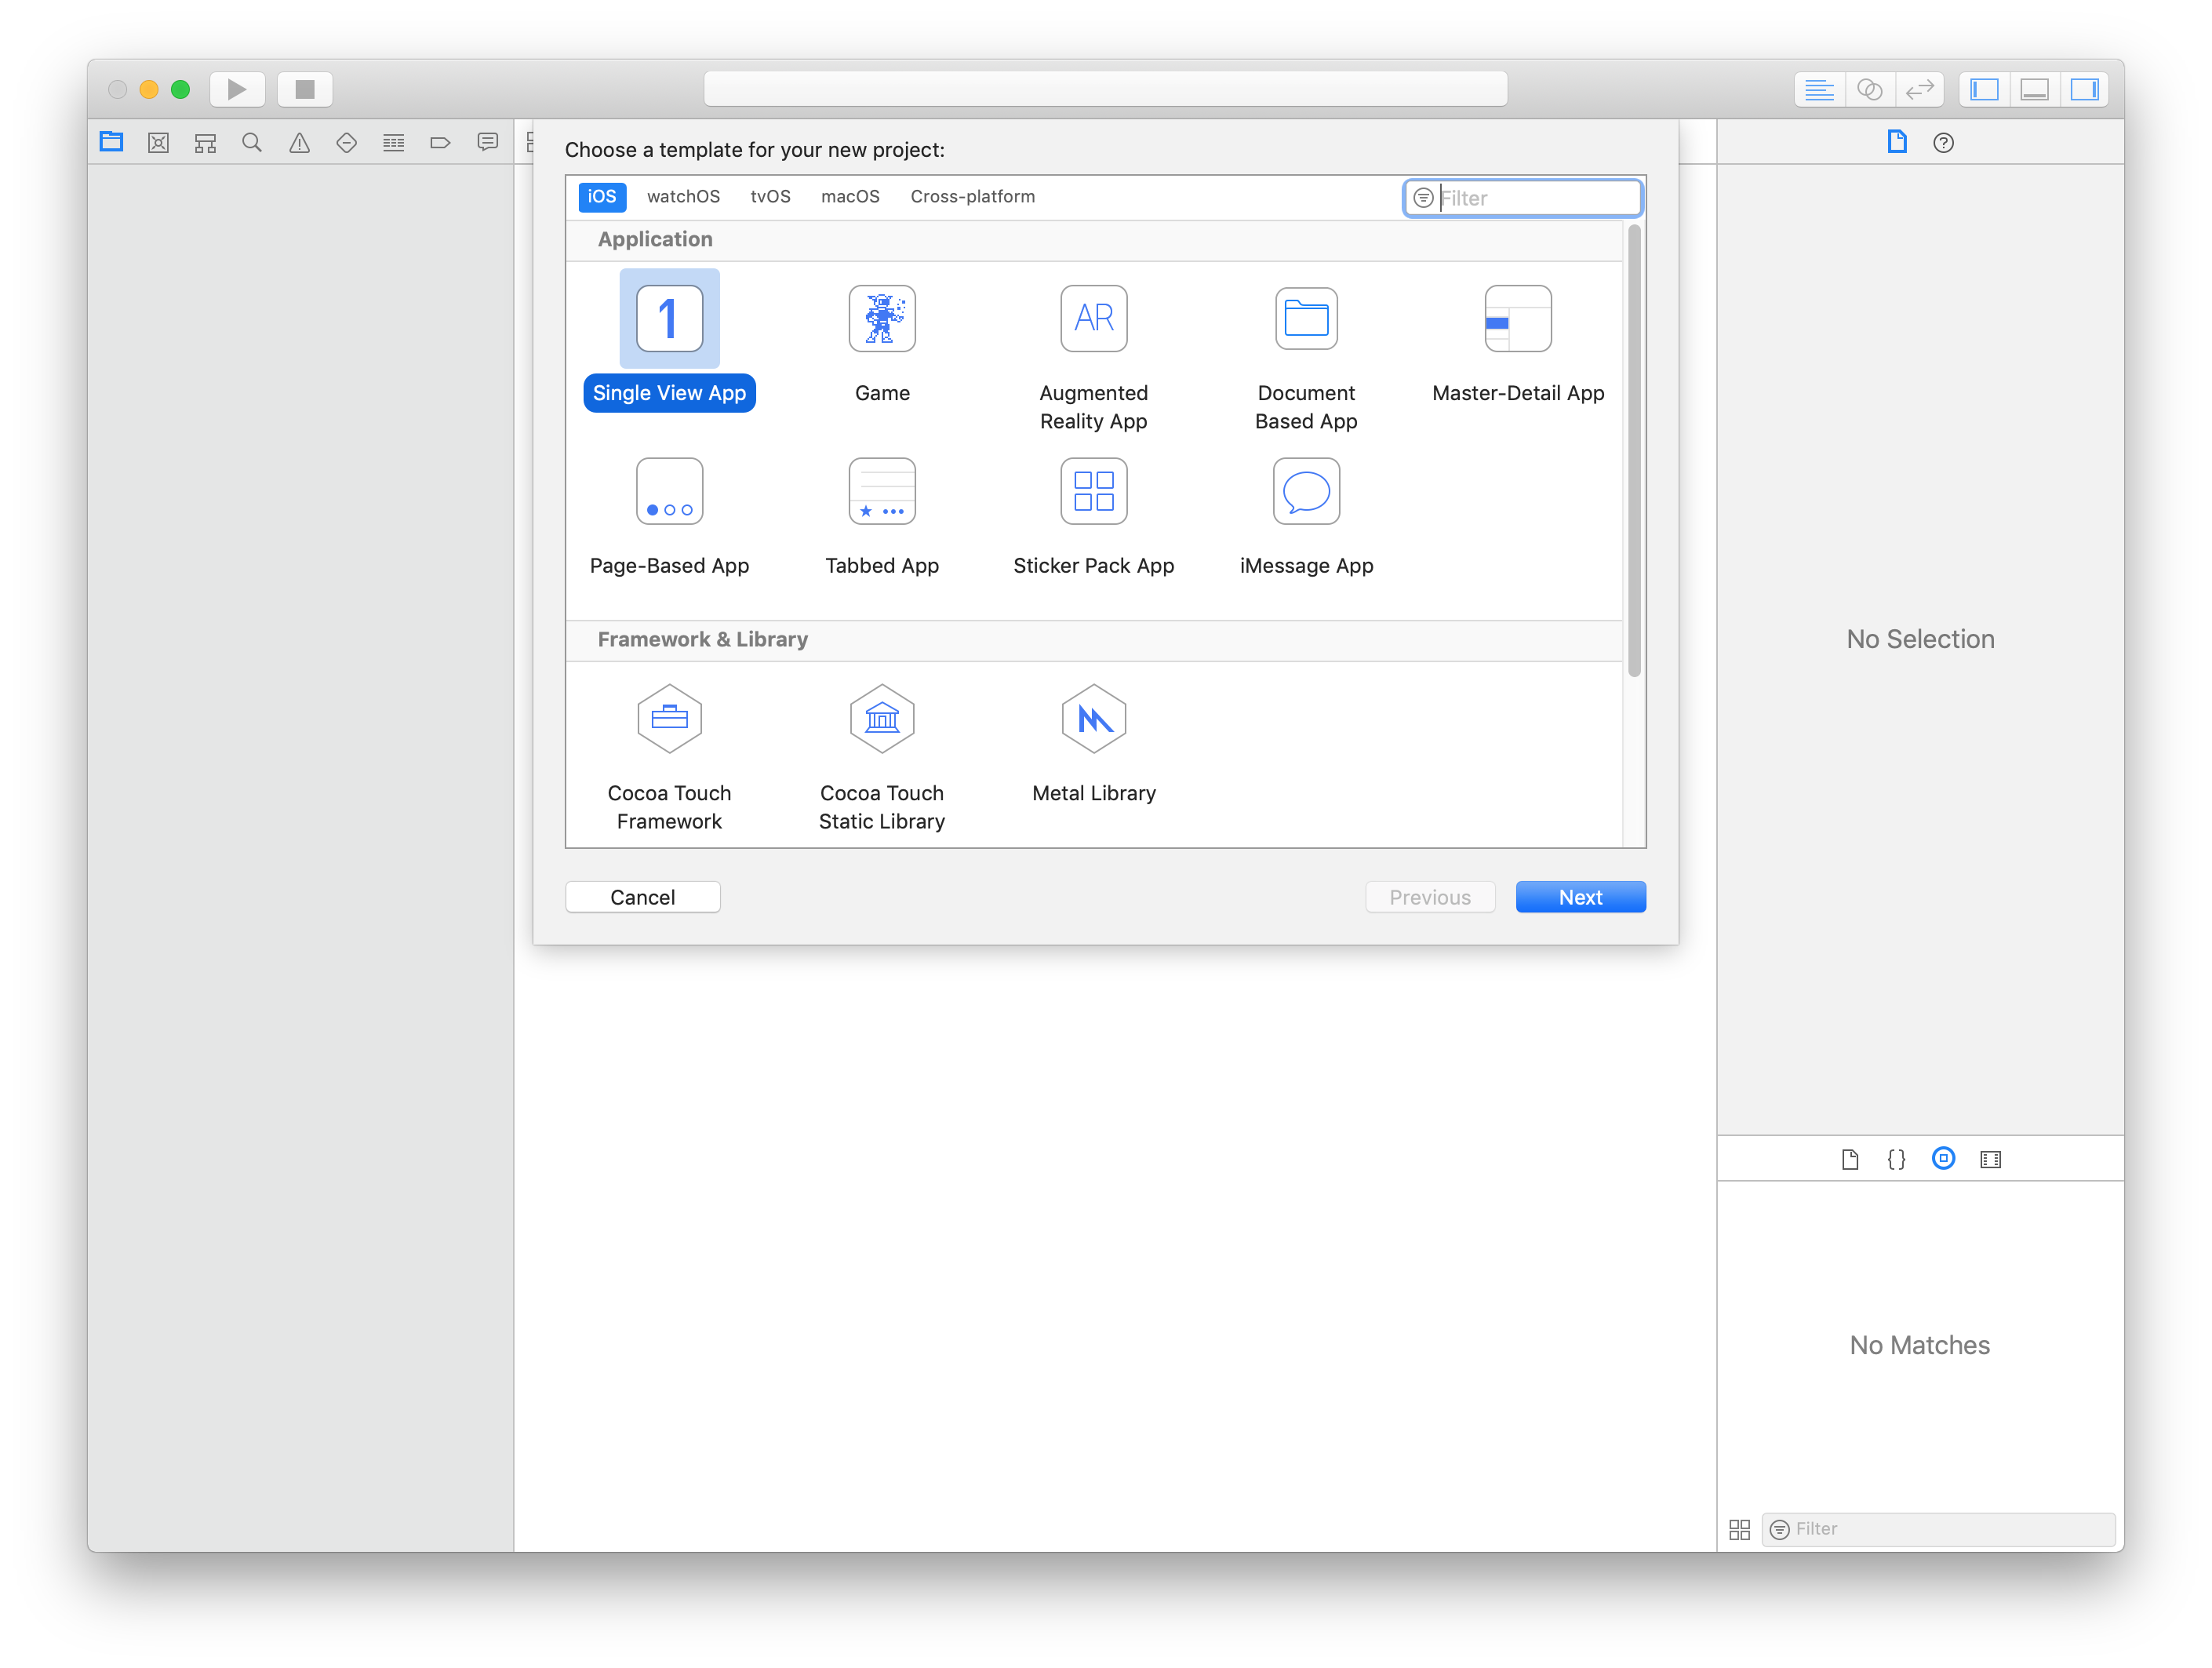 Choose a template for your new project:
iOS watchOS tvOS macOS Cross-platform Filter
Application
1 AR
Single View App Game Augmented Reality App Document Based App Master-Detail App
Page-Based App Tabbed App Sticker Pack App iMessage App
Framework & Library
Cocoa Touch Framework Cocoa Touch Static Library Metal Library
Cancel Previous Next
No Selection
{}
No Matches
Filter